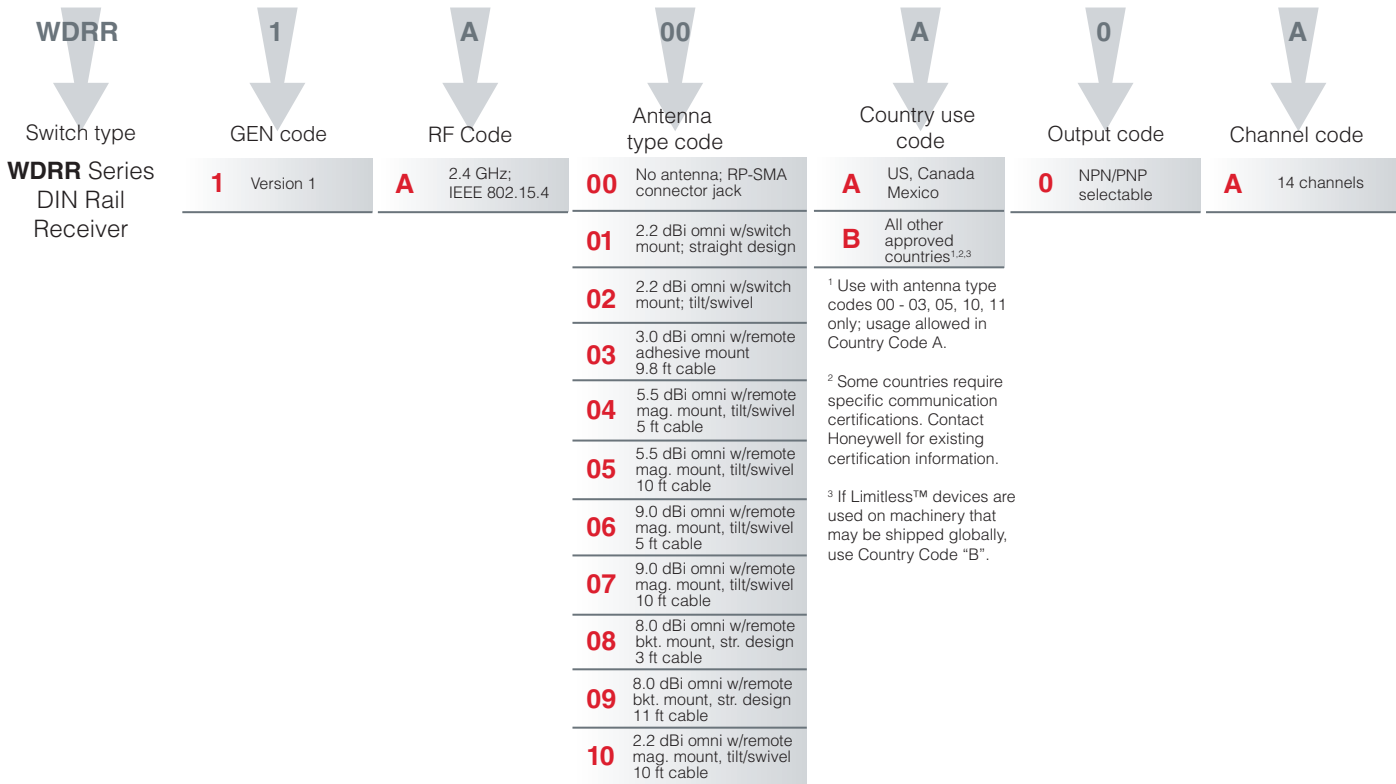 WDRR 1 A 00 A 0 A
Switch type
WDRR Series
DIN Rail
Receiver
GEN code
1 Version 1
RF Code
A 2.4 GHz;
IEEE 802.15.4
Antenna
type code
00 No antenna; RP-SMA
connector jack
01 2.2 dBi omni w/switch
mount; straight design
02 2.2 dBi omni w/switch
mount; tilt/swivel
03 3.0 dBi omni w/remote
adhesive mount
9.8 ft cable
04 5.5 dBi omni w/remote
mag. mount, tilt/swivel
5 ft cable
05 5.5 dBi omni w/remote
mag. mount, tilt/swivel
10 ft cable
06 9.0 dBi omni w/remote
mag. mount, tilt/swivel
5 ft cable
07 9.0 dBi omni w/remote
mag. mount, tilt/swivel
10 ft cable
08 8.0 dBi omni w/remote
bkt. mount, str. design
3 ft cable
09 8.0 dBi omni w/remote
bkt. mount, str. design
11 ft cable
10 2.2 dBi omni w/remote
mag. mount, tilt/swivel
10 ft cable
Country use
code
A US, Canada
Mexico
B All other
approved
countries1,2,3
1 Use with antenna type
codes 00 - 03, 05, 10, 11
only; usage allowed in
Country Code A.
2 Some countries require
specific communication
certifications. Contact
Honeywell for existing
certification information.
3 If Limitless™ devices are
used on machinery that
may be shipped globally,
use Country Code “B”.
Output code
0 NPN/PNP
selectable
Channel code
A 14 channels